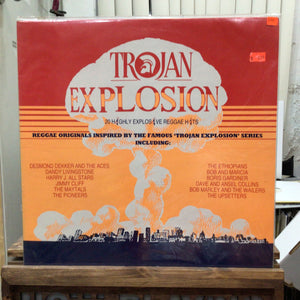 TROJAN
EXPLOSION
20 HIGHLY EXPLOSIVE REGGAE HITS
REGGAE ORIGINALS INSPIRED BY THE FAMOUS 'TROJAN EXPLOSION' SERIES
INCLUDING:
DESMOND DEKKER AND THE ACES
DANDY LIVINGSTONE
HARRY J. ALL STARS
JIMMY CLIFF
THE MAYTALS
THE PIONEERS
THE ETHIOPIANS
BOB AND MARCIA
BORIS GARDINER
DAVE AND ANSEL COLLINS
BOB MARLEY AND THE WAILERS
THE UPSETTERS